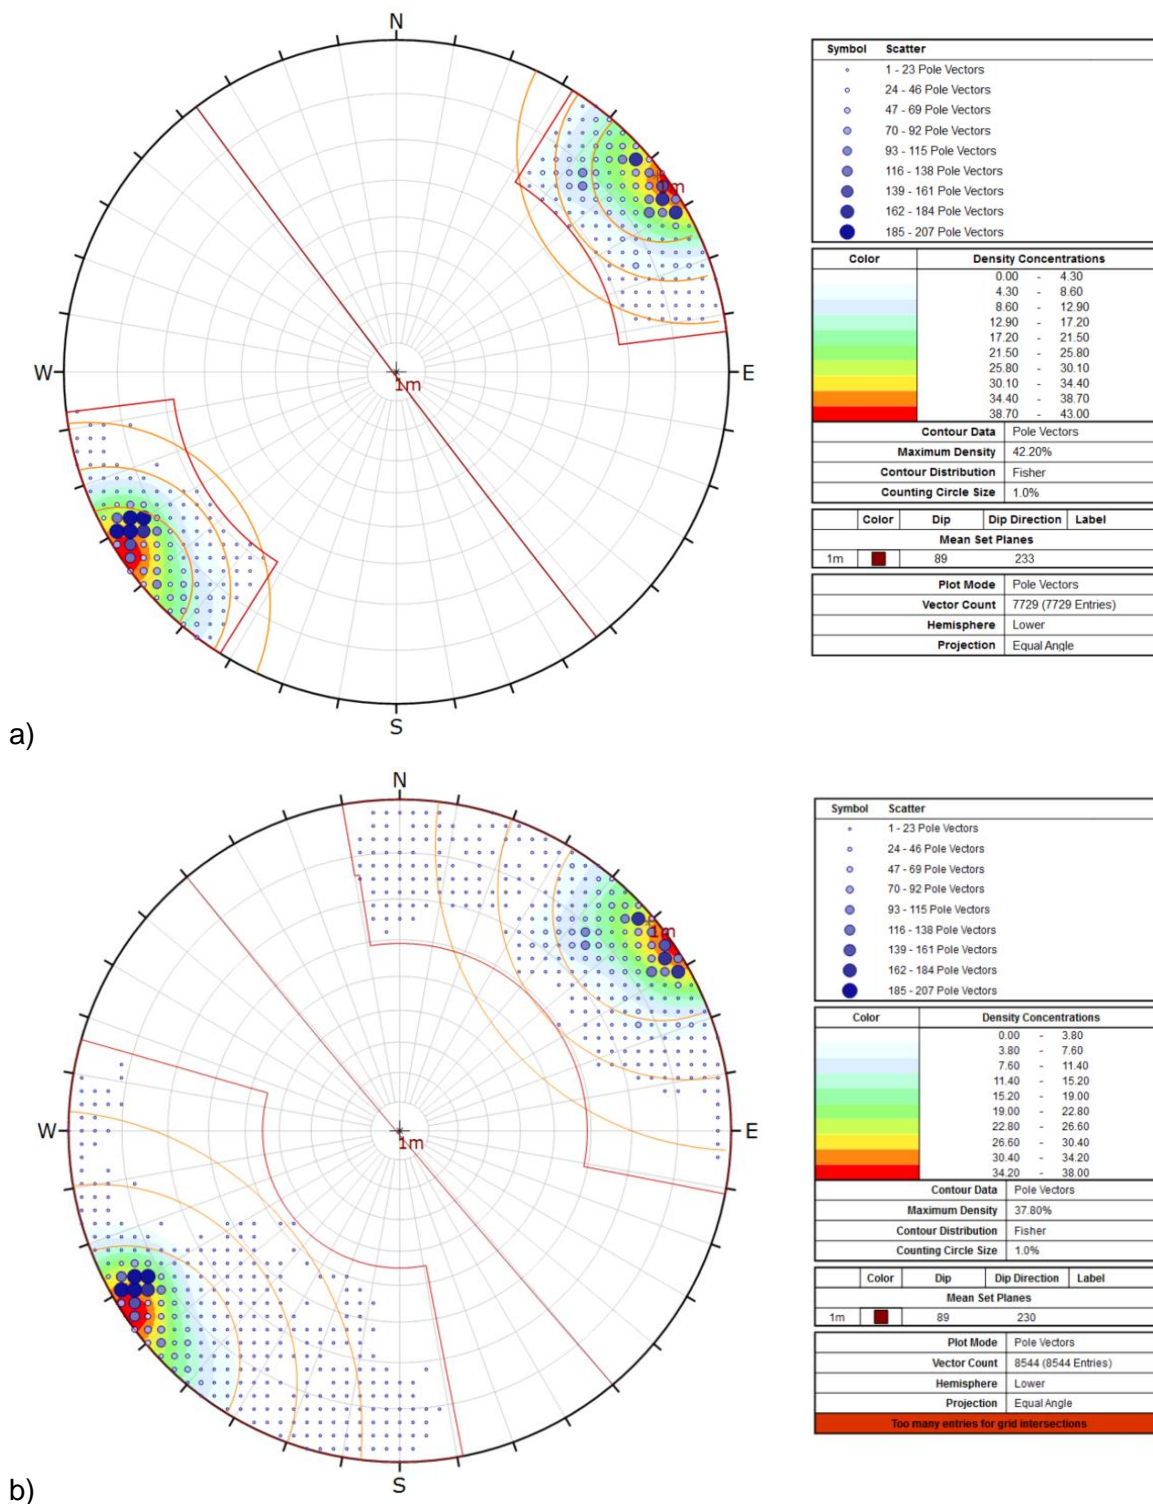 N
W
E
S
1m
1m
Symbol Scatter
1 - 23 Pole Vectors
24 - 46 Pole Vectors
47 - 69 Pole Vectors
70 - 92 Pole Vectors
93 - 115 Pole Vectors
116 - 138 Pole Vectors
139 - 161 Pole Vectors
162 - 184 Pole Vectors
185 - 207 Pole Vectors
Color Density Concentrations
0.00 - 4.30
4.30 - 8.60
8.60 - 12.90
12.90 - 17.20
17.20 - 21.50
21.50 - 25.80
25.80 - 30.10
30.10 - 34.40
34.40 - 38.70
38.70 - 43.00
Contour Data Pole Vectors
Maximum Density 42.20%
Contour Distribution Fisher
Counting Circle Size 1.0%
Color Dip Dip Direction Label
Mean Set Planes
1m 89 233
Plot Mode Pole Vectors
Vector Count 7729 (7729 Entries)
Hemisphere Lower
Projection Equal Angle
a)
N
W
E
S
1m
1m
Symbol Scatter
1 - 23 Pole Vectors
24 - 46 Pole Vectors
47 - 69 Pole Vectors
70 - 92 Pole Vectors
93 - 115 Pole Vectors
116 - 138 Pole Vectors
139 - 161 Pole Vectors
162 - 184 Pole Vectors
185 - 207 Pole Vectors
Color Density Concentrations
0.00 - 3.80
3.80 - 7.60
7.60 - 11.40
11.40 - 15.20
15.20 - 19.00
19.00 - 22.80
22.80 - 26.60
26.60 - 30.40
30.40 - 34.20
34.20 - 38.00
Contour Data Pole Vectors
Maximum Density 37.80%
Contour Distribution Fisher
Counting Circle Size 1.0%
Color Dip Dip Direction Label
Mean Set Planes
1m 89 230
Plot Mode Pole Vectors
Vector Count 8544 (8544 Entries)
Hemisphere Lower
Projection Equal Angle
Too many entries for grid intersections
b)